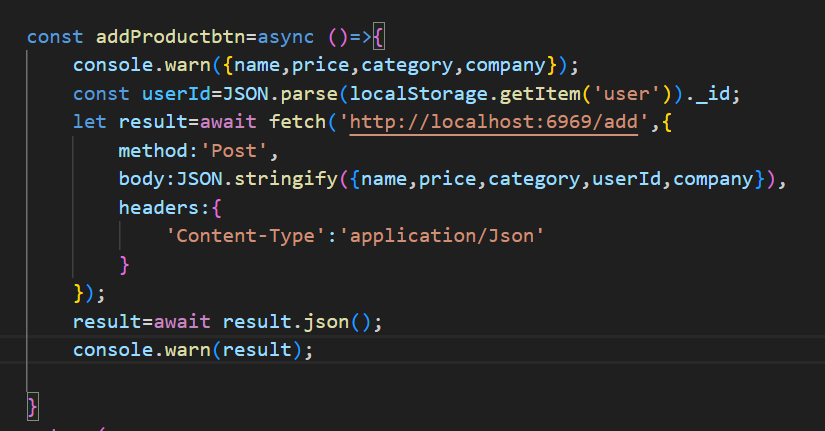 const addProductbtn=async ()=>{
console.warn({name,price,category,company});
const userId=JSON.parse(localStorage.getItem('user'))._id;
let result=await fetch('http://localhost:6969/add',{
method:'Post',
body:JSON.stringify({name,price,category,userId,company}),
headers:{
'Content-Type':'application/Json'
}
});
result=await result.json();
console.warn(result);
}